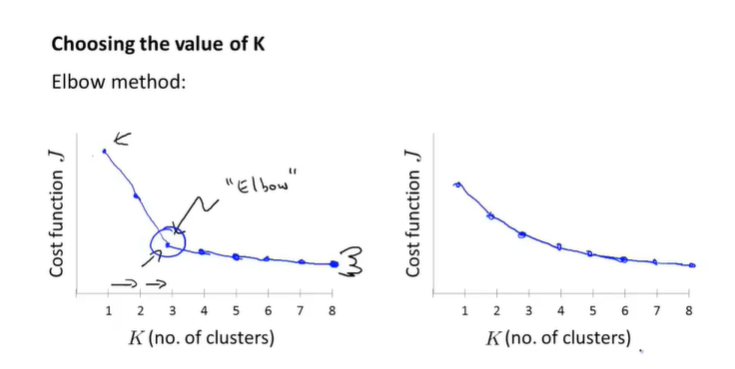 Choosing the value of K
Elbow method:
"Elbow"
Cost function J
1 2 3 4 5 6 7 8
K (no. of clusters)
Cost function J
1 2 3 4 5 6 7 8
K (no. of clusters)